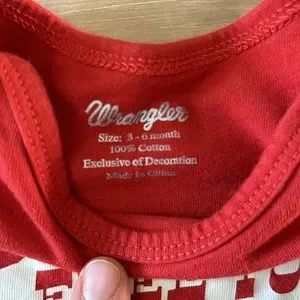 Wrangler
Size: 3 - 6 month
100% Cotton
Exclusive of Decoration
Made in China